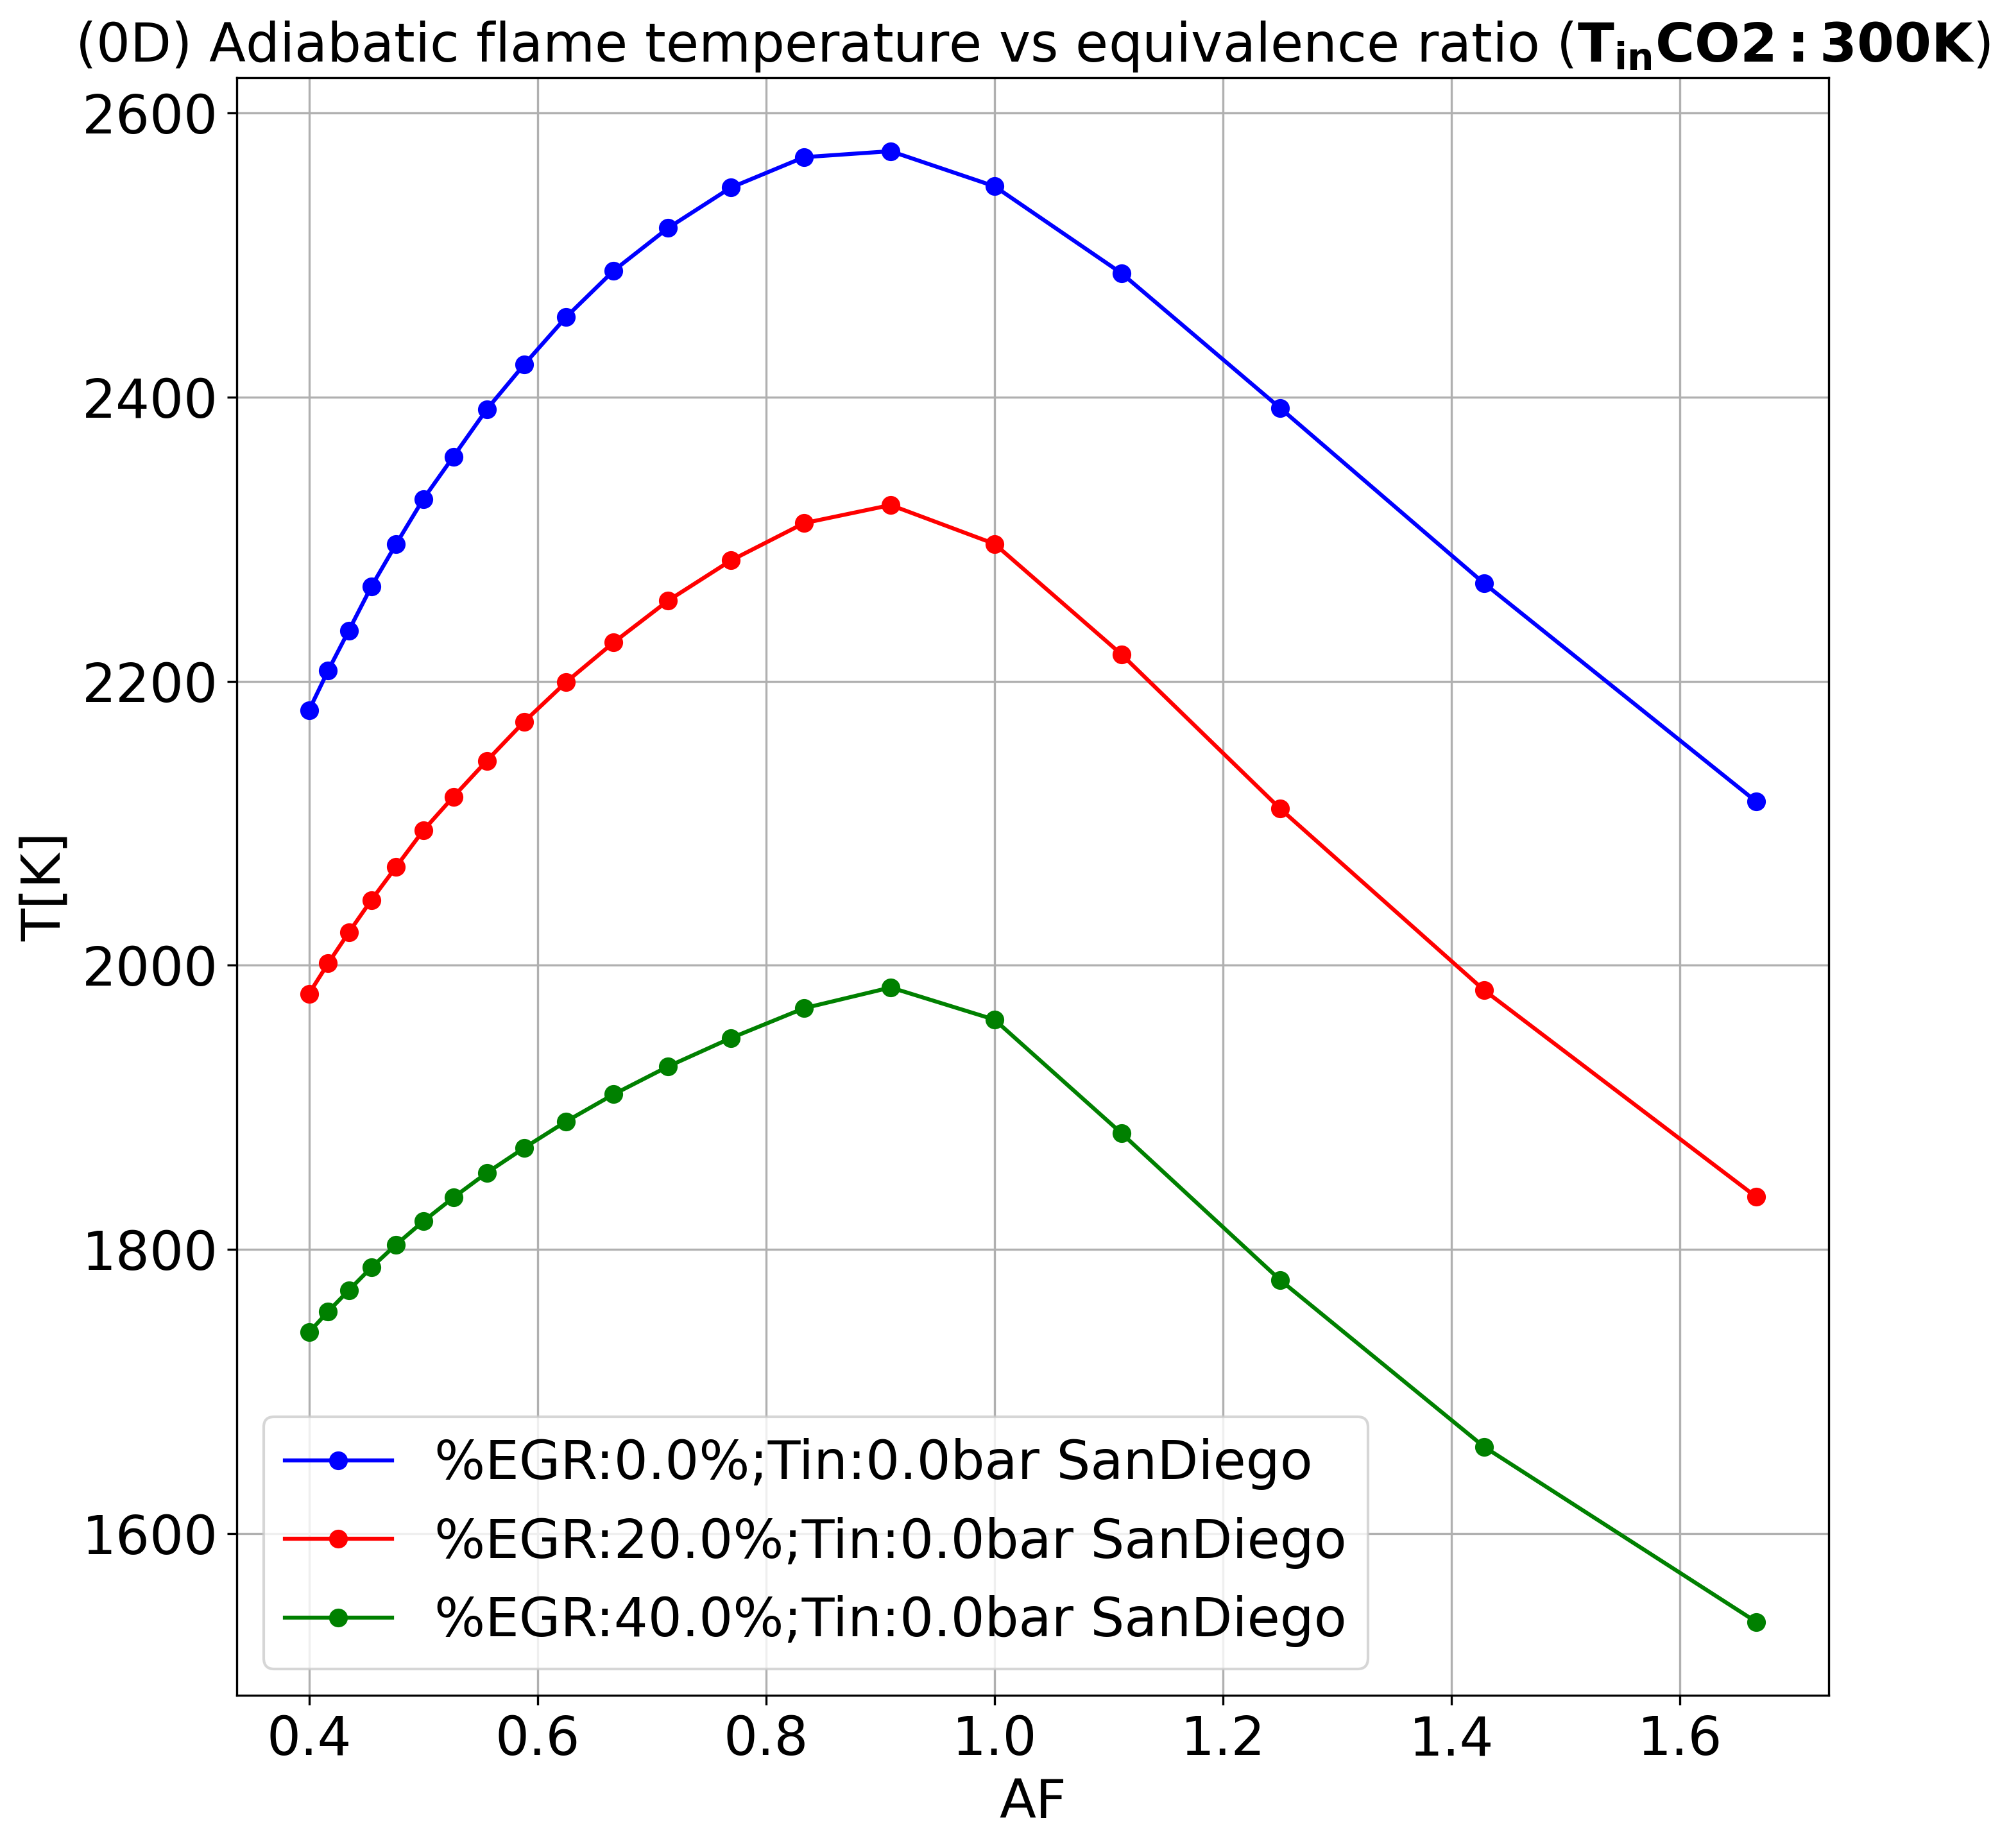 (0D) Adiabatic flame temperature vs equivalence ratio (TinCO2 : 300K)
2600
2400
2200
2000
1800
1600
T[K]
%EGR:0.0%;Tin:0.0bar SanDiego
%EGR:20.0%;Tin:0.0bar SanDiego
%EGR:40.0%;Tin:0.0bar SanDiego
0.4 0.6 0.8 1.0 1.2 1.4 1.6
AF